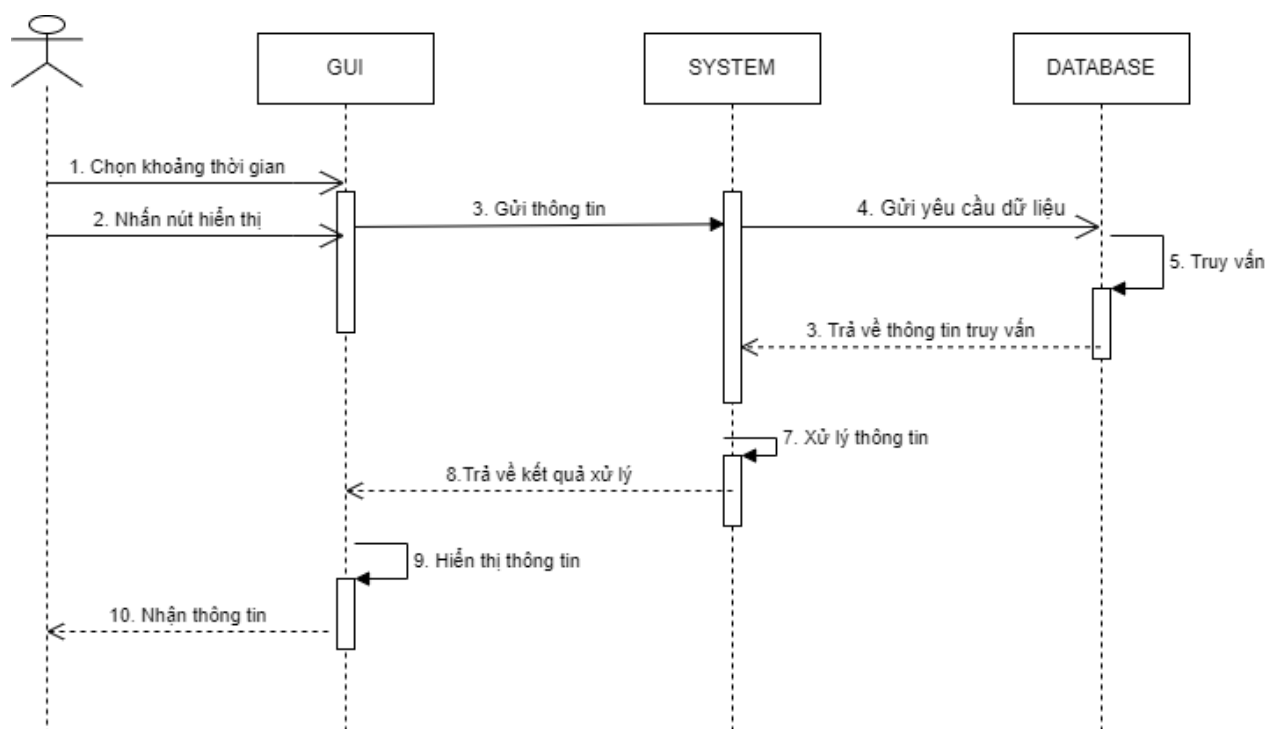 GUI
SYSTEM
DATABASE
1. Chọn khoảng thời gian
2. Nhấn nút hiển thị
3. Gửi thông tin
4. Gửi yêu cầu dữ liệu
5. Truy vấn
3. Trả về thông tin truy vấn
7. Xử lý thông tin
8.Trả về kết quả xử lý
9. Hiển thị thông tin
10. Nhận thông tin